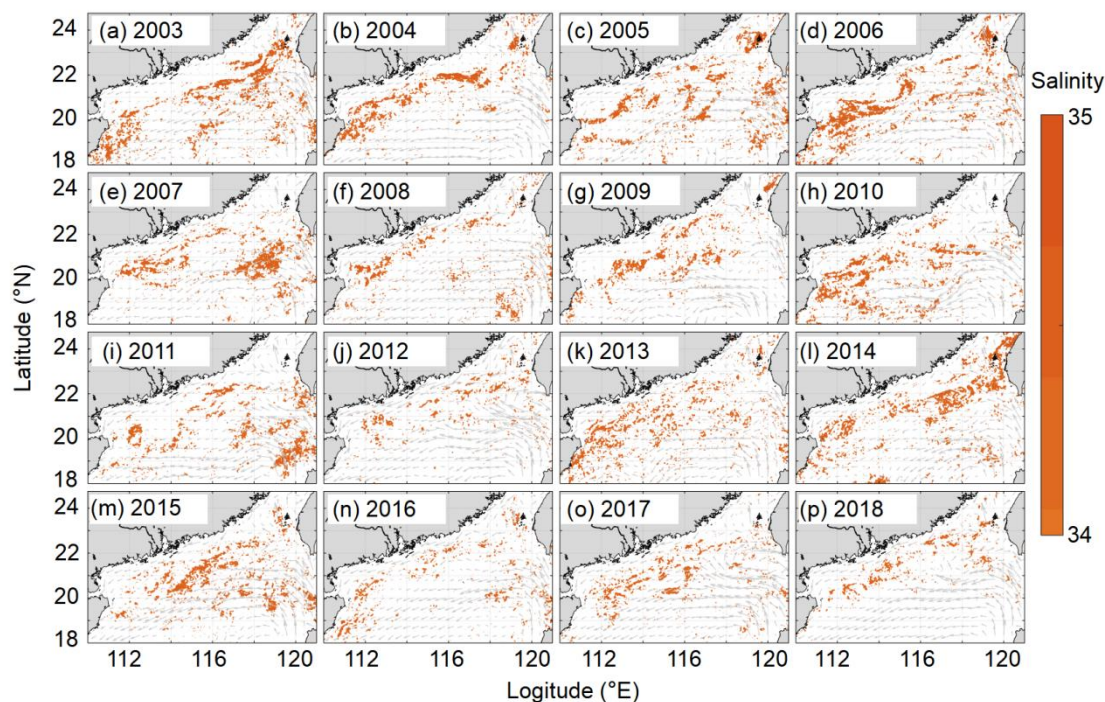 (a) 2003
(b) 2004
(c) 2005
(d) 2006
24
22
20
18
Salinity
35
(e) 2007
(f) 2008
(g) 2009
(h) 2010
24
22
20
18
(i) 2011
(j) 2012
(k) 2013
(l) 2014
24
22
20
18
(m) 2015
(n) 2016
(o) 2017
(p) 2018
24
22
20
18
34
Latitude (°N)
112 116 120 112 116 120 112 116 120 112 116 120
Logitude (°E)